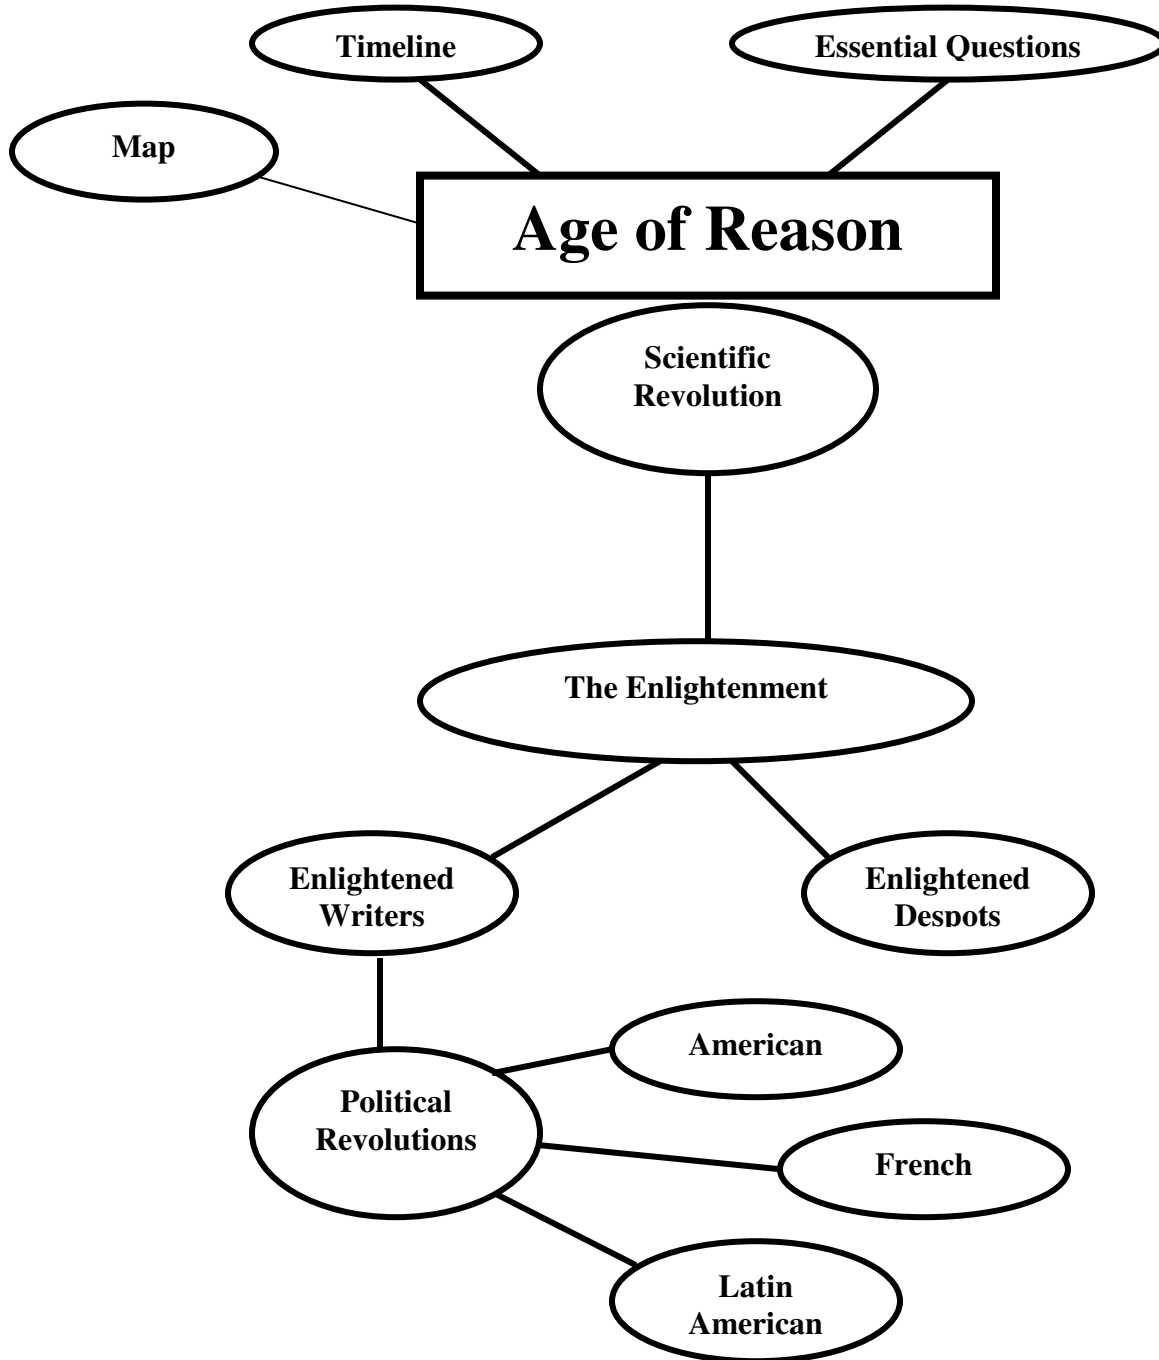 Timeline
Essential Questions
Map
Age of Reason
Scientific
Revolution
The Enlightenment
Enlightened
Writers
Enlightened
Despots
American
Political
Revolutions
French
Latin
American